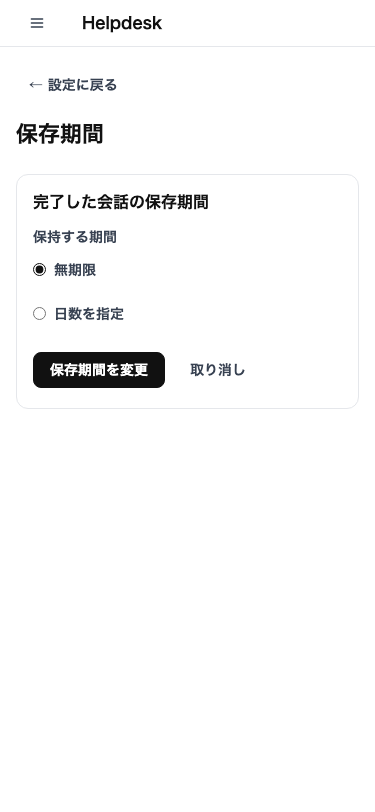 Helpdesk
← 設定に戻る
保存期間
完了した会話の保存期間
保持する期間
無期限
日数を指定
保存期間を変更 取り消し